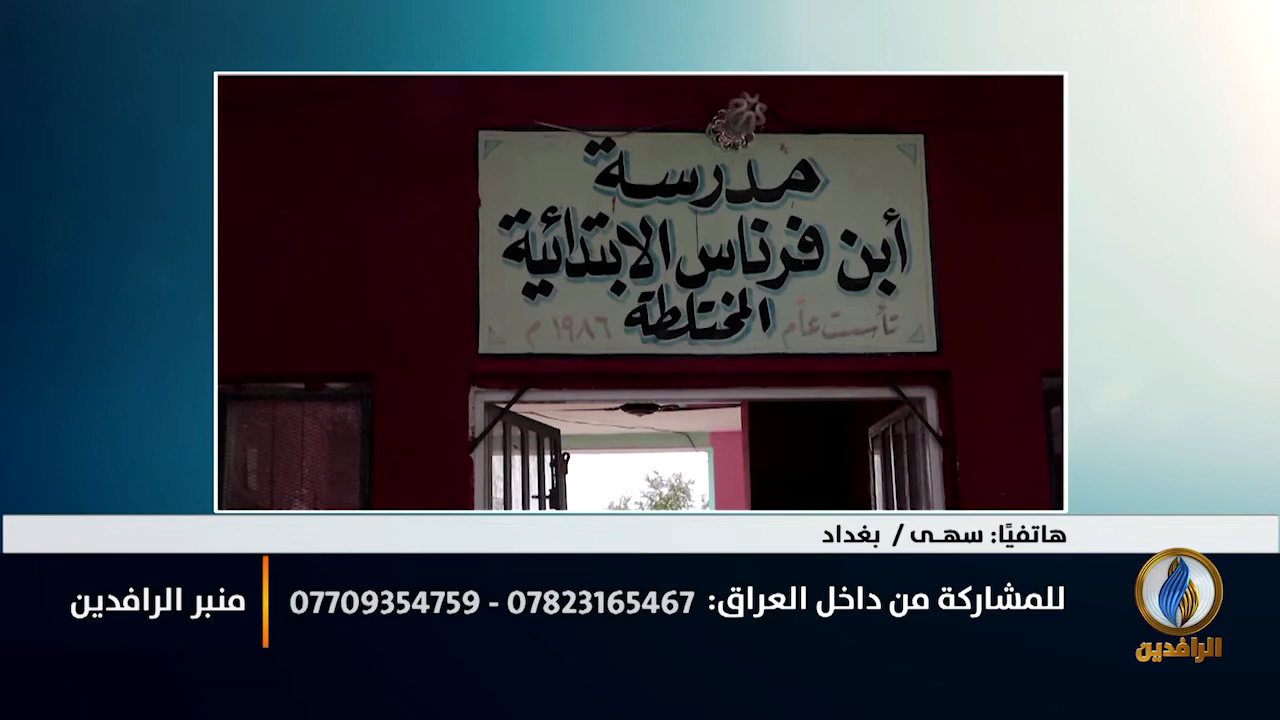 مدرسة
أبن فرناس الابتدائية
المختلطة
تأسست عام ١٩٨٦ م
هاتفيًا: سهى / بغداد
للمشاركة من داخل العراق: 07823165467 - 07709354759
منبر الرافدين
الرافدين